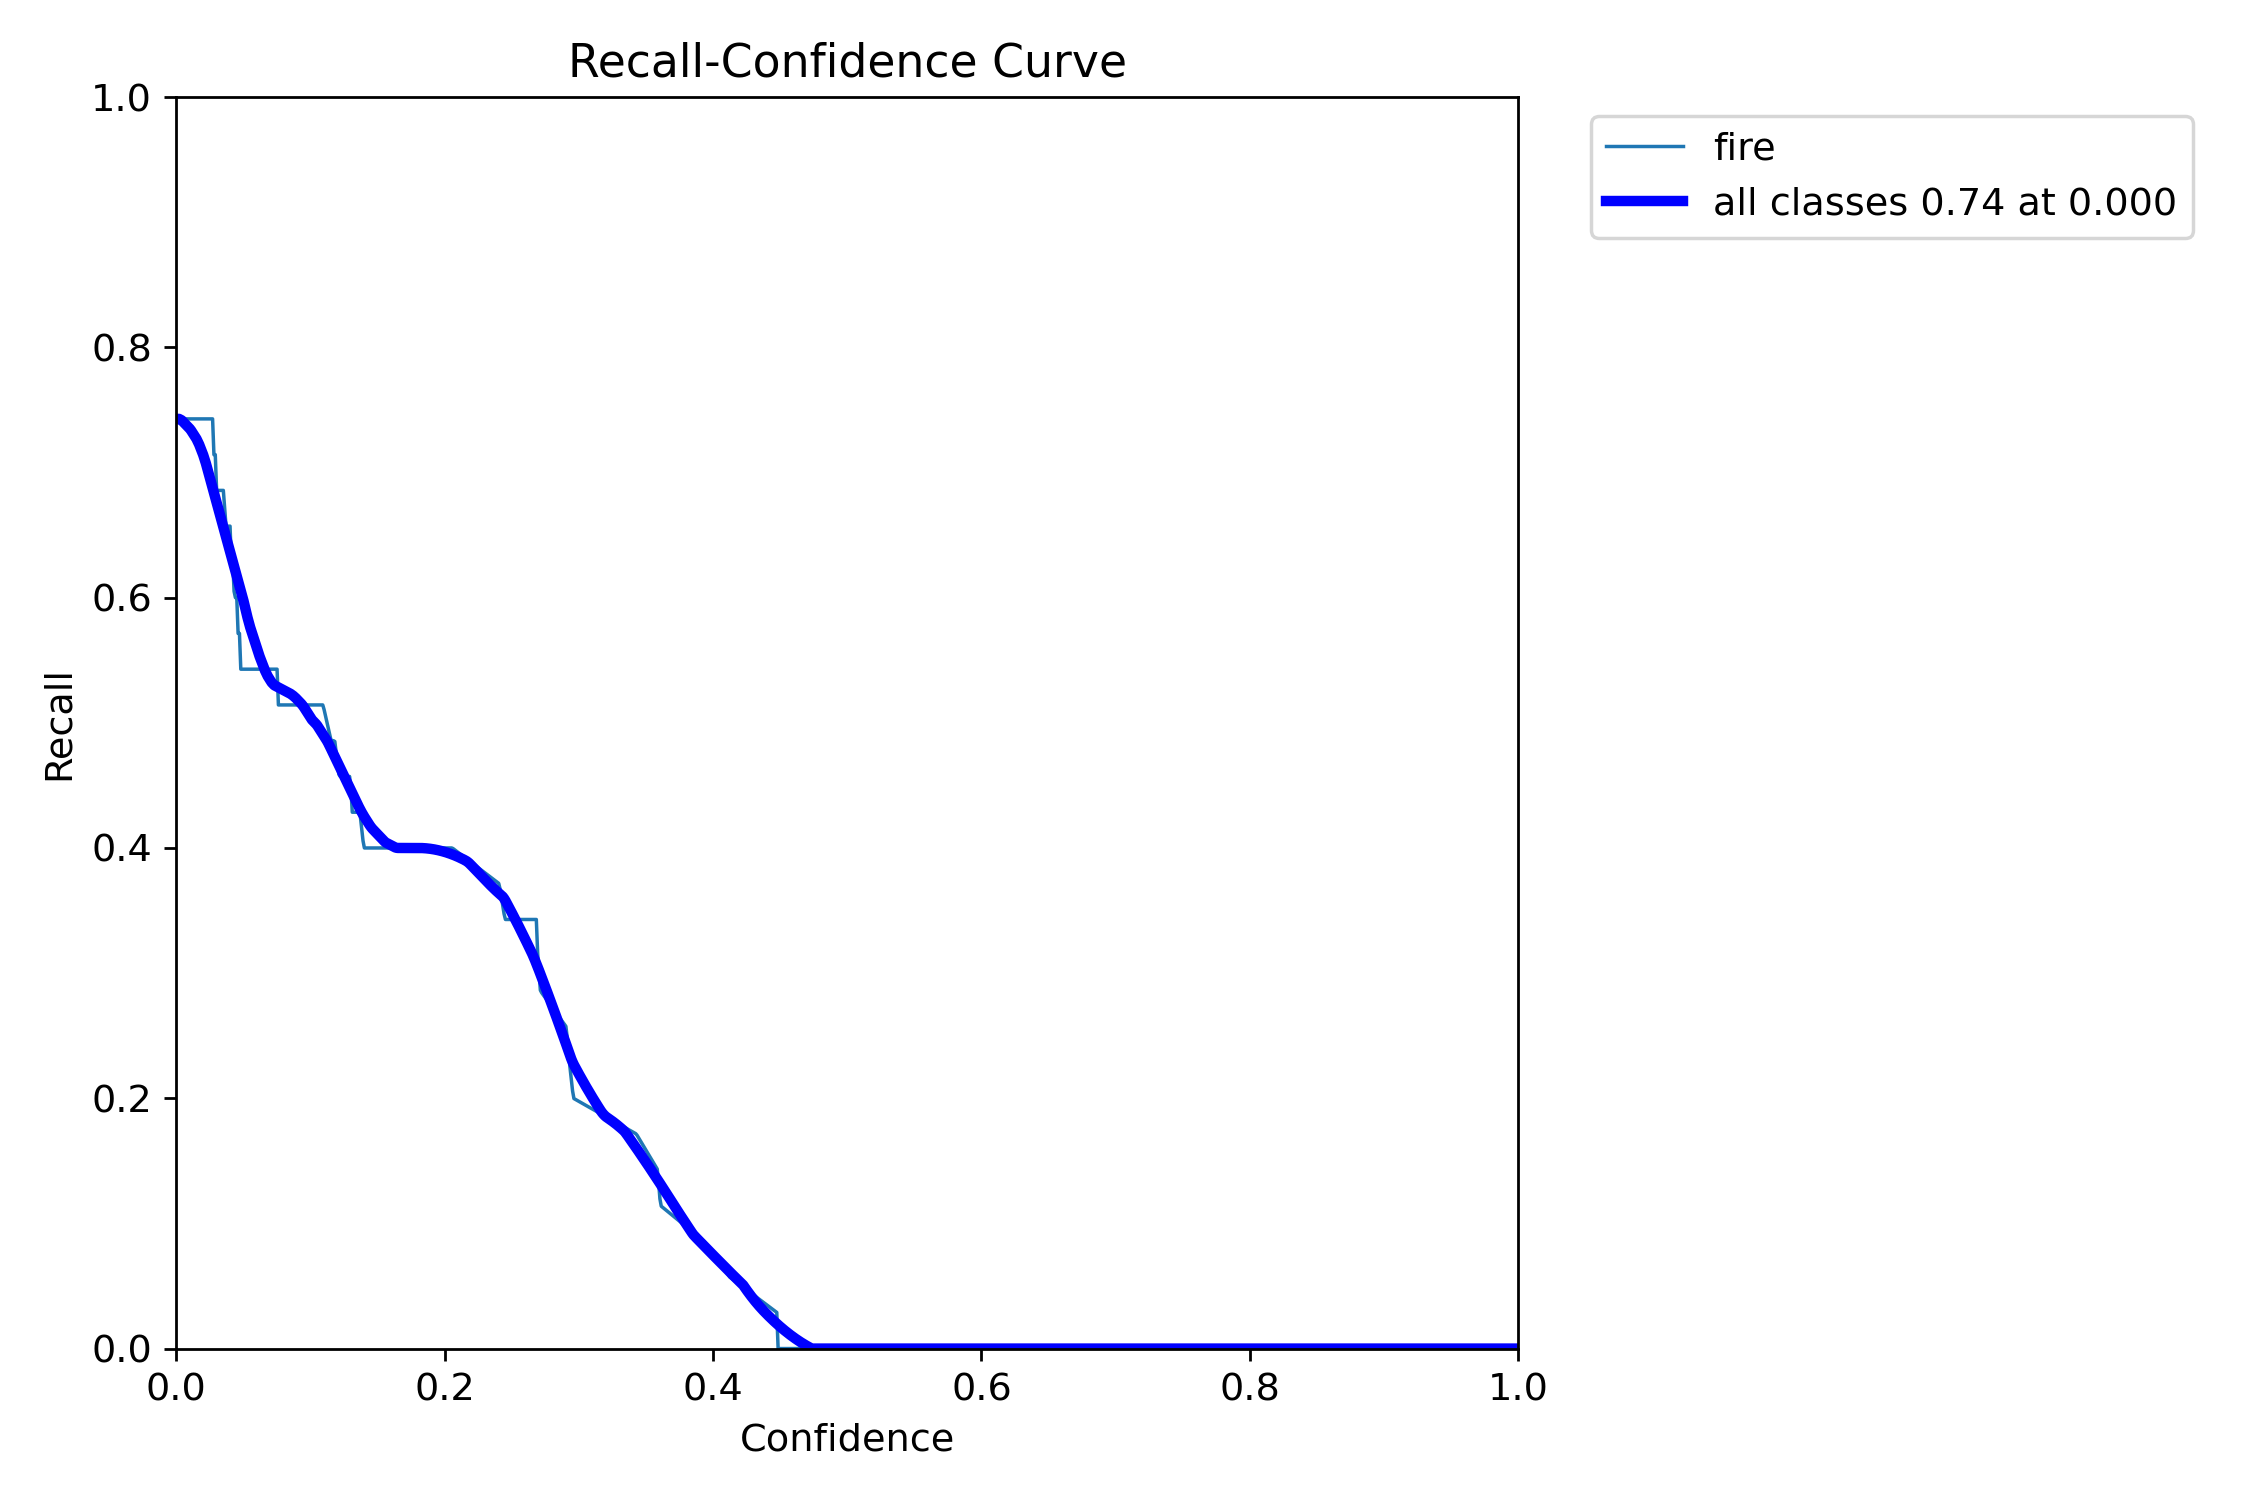 Recall-Confidence Curve
1.0
0.8
0.6
0.4
0.2
0.0
Recall
0.0 0.2 0.4 0.6 0.8 1.0
Confidence
fire
all classes 0.74 at 0.000